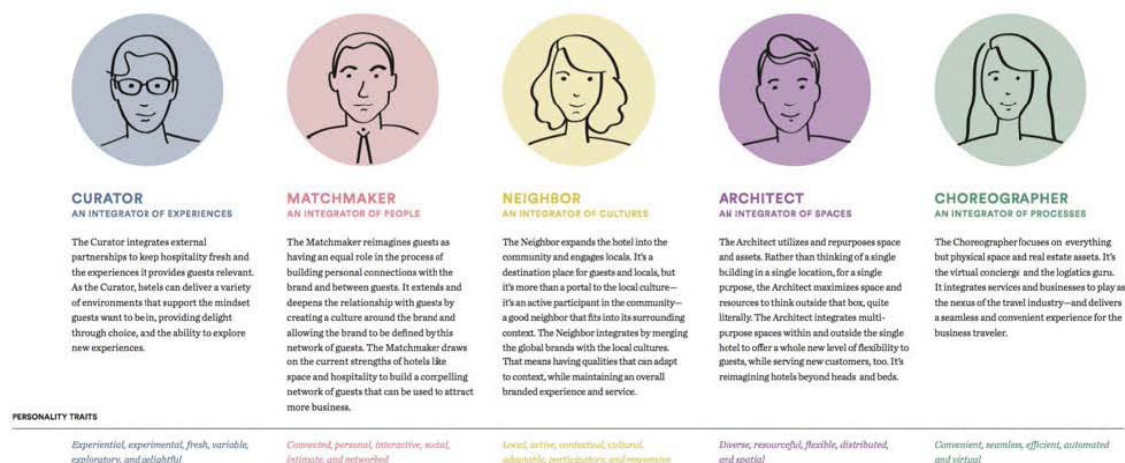 CURATOR
AN INTEGRATOR OF EXPERIENCES
The Curator integrates external
partnerships to keep hospitality fresh and
the experiences it provides guests relevant.
As the Curator, hotels can deliver a variety
of environments that support the mindset
guests want to be in, providing delight
through choice, and the ability to explore
new experiences.
MATCHMAKER
AN INTEGRATOR OF PEOPLE
The Matchmaker reimagines guests as
having an equal role in the process of
building personal connections with the
brand and between guests. It extends and
deepens the relationship with guests by
creating a culture around the brand and
allowing the brand to be defined by this
network of guests. The Matchmaker draws
on the current strengths of hotels like
space and hospitality to build a compelling
network of guests that can be used to attract
more business.
NEIGHBOR
AN INTEGRATOR OF CULTURES
The Neighbor expands the hotel into the
community and engages locals. It's a
destination place for guests and locals, but
it's more than a portal to the local culture—
it's an active participant in the community—
a good neighbor that fits into its surrounding
context. The Neighbor integrates by merging
the global brands with the local cultures.
That means having qualities that can adapt
to context, while maintaining an overall
branded experience and service.
ARCHITECT
AN INTEGRATOR OF SPACES
The Architect utilizes and repurposes space
and assets. Rather than thinking of a single
building in a single location, for a single
purpose, the Architect maximizes space and
resources to think outside that box, quite
literally. The Architect integrates multi-
purpose spaces within and outside the single
hotel to offer a whole new level of flexibility to
guests, while serving new customers, too. It's
reimagining hotels beyond heads and beds.
CHOREOGRAPHER
AN INTEGRATOR OF PROCESSES
The Choreographer focuses on everything
but physical space and real estate assets. It's
the virtual concierge and the logistics guru.
It integrates services and businesses to play as
the nexus of the travel industry—and delivers
a seamless and convenient experience for the
business traveler.
PERSONALITY TRAITS
Experiential, experimental, fresh, variable,
exploratory, and delightful
Connected, personal, interactive, social,
intimate, and networked
Local, active, contextual, cultural,
adaptable, participatory, and responsive
Diverse, resourceful, flexible, distributed,
and spatial
Convenient, seamless, efficient, automated
and virtual